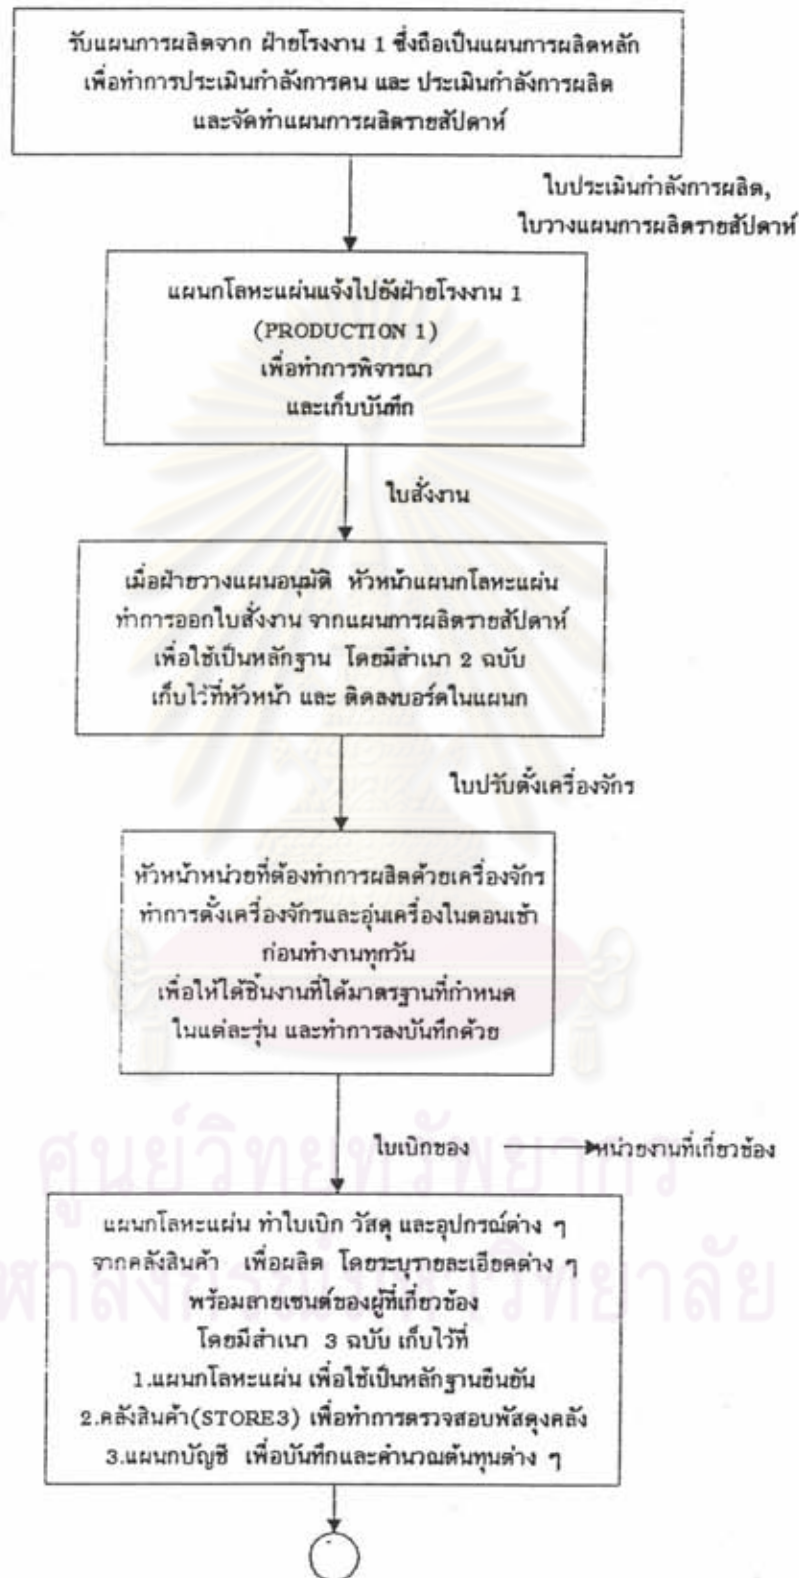 รับแผนการผลิตจาก ฝ่ายโรงงาน 1 ซึ่งถือเป็นแผนการผลิตหลัก
เพื่อทำการประเมินกำลังการคน และ ประเมินกำลังการผลิต
และจัดทำแผนการผลิตรายสัปดาห์
ใบประเมินกำลังการผลิต,
ใบวางแผนการผลิตรายสัปดาห์
แผนกโลหะแผ่นแจ้งไปยังฝ่ายโรงงาน 1
(PRODUCTION 1)
เพื่อทำการพิจารณา
และเก็บบันทึก
ใบสั่งงาน
เมื่อฝ่ายวางแผนอนุมัติ หัวหน้าแผนกโลหะแผ่น
ทำการออกใบสั่งงาน จากแผนการผลิตรายสัปดาห์
เพื่อใช้เป็นหลักฐาน โดยมีสำเนา 2 ฉบับ
เก็บไว้ที่หัวหน้า และ ติดลงบอร์ดในแผนก
ใบปรับตั้งเครื่องจักร
หัวหน้าหน่วยที่ต้องทำการผลิตด้วยเครื่องจักร
ทำการตั้งเครื่องจักรและอุ่นเครื่องในตอนเช้า
ก่อนทำงานทุกวัน
เพื่อให้ได้ชิ้นงานที่ได้มาตรฐานที่กำหนด
ในแต่ละรุ่น และทำการลงบันทึกด้วย
ใบเบิกของ หน่วยงานที่เกี่ยวข้อง
ศูนย์วิทยทรัพยากร
แผนกโลหะแผ่น ทำใบเบิก วัสดุ และอุปกรณ์ต่าง ๆ
จากคลังสินค้า เพื่อผลิต โดยระบุรายละเอียดต่าง ๆ
พร้อมลายเซนต์ของผู้ที่เกี่ยวข้อง
ฬาลงกรณ์มหาวิทยาลัย
โดยมีสำเนา 3 ฉบับ เก็บไว้ที่
1.แผนกโลหะแผ่น เพื่อใช้เป็นหลักฐานยืนยัน
2.คลังสินค้า(STORE3) เพื่อทำการตรวจสอบพัสดุงคลัง
3.แผนกบัญชี เพื่อบันทึกและคำนวณต้นทุนต่าง ๆ